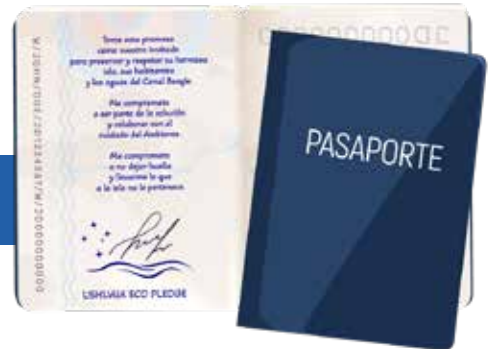 Tomo esta promesa
como vuestro invitado
para preservar y respetar su hermosa
isla, sus habitantes
y las aguas del Canal Beagle
Me comprometo
a ser parte de la solución
y colaborar con el
cuidado del Ambiente
Me comprometo
a no dejar huella
y llevarme lo que
a la isla no le pertenece
USHUAIA ECO PLEDGE
PASAPORTE